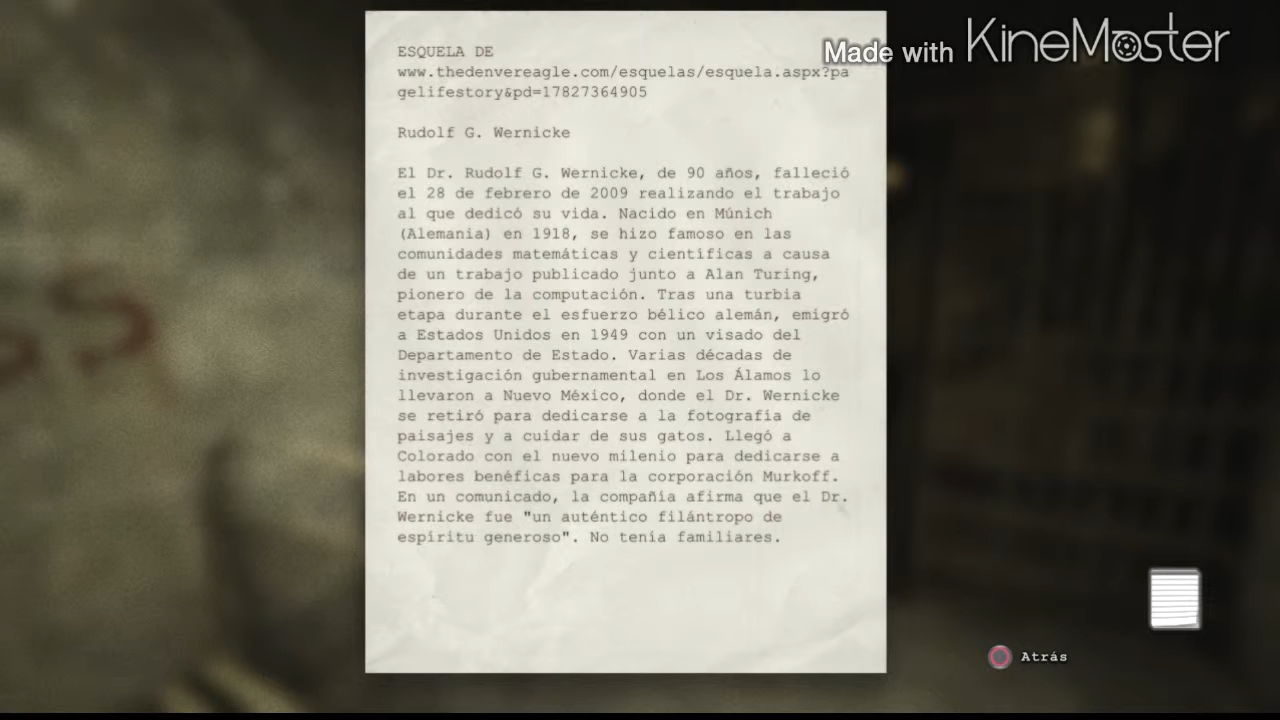 Made with KineMaster
ESQUELA DE
www.thedenvereagle.com/esquelas/esquela.aspx?pa
gelifestory&pd=17827364905
Rudolf G. Wernicke
El Dr. Rudolf G. Wernicke, de 90 años, falleció
el 28 de febrero de 2009 realizando el trabajo
al que dedicó su vida. Nacido en Múnich
(Alemania) en 1918, se hizo famoso en las
comunidades matemáticas y científicas a causa
de un trabajo publicado junto a Alan Turing,
pionero de la computación. Tras una turbia
etapa durante el esfuerzo bélico alemán, emigró
a Estados Unidos en 1949 con un visado del
Departamento de Estado. Varias décadas de
investigación gubernamental en Los Álamos lo
llevaron a Nuevo México, donde el Dr. Wernicke
se retiró para dedicarse a la fotografía de
paisajes y a cuidar de sus gatos. Llegó a
Colorado con el nuevo milenio para dedicarse a
labores benéficas para la corporación Murkoff.
En un comunicado, la compañía afirma que el Dr.
Wernicke fue "un auténtico filántropo de
espíritu generoso". No tenía familiares.
Atrás